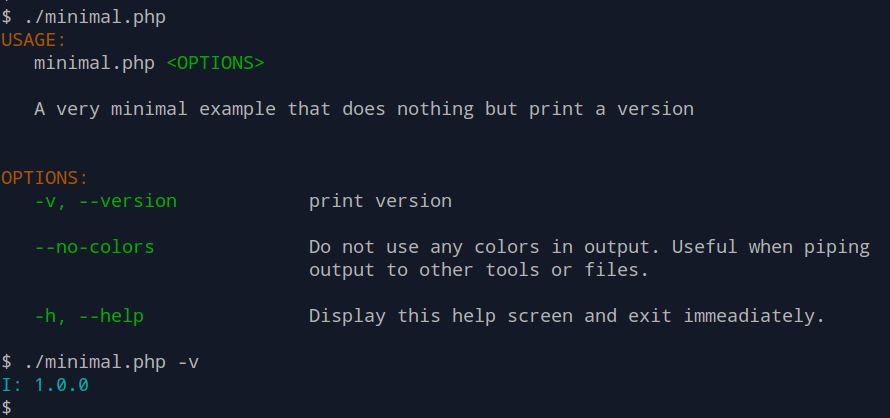 $ ./minimal.php
USAGE:
minimal.php <OPTIONS>
A very minimal example that does nothing but print a version
OPTIONS:
-v, --version print version
--no-colors Do not use any colors in output. Useful when piping
output to other tools or files.
-h, --help Display this help screen and exit immeadiately.
$ ./minimal.php -v
I: 1.0.0
$